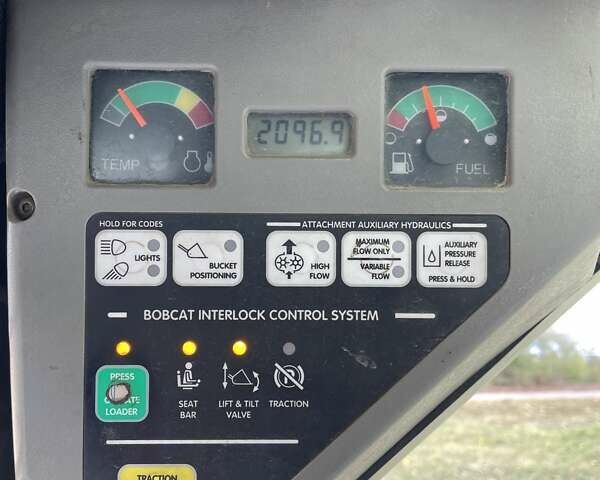 2096.9
TEMP
FUEL
HOLD FOR CODES
ATTACHMENT AUXILIARY HYDRAULICS
LIGHTS
BUCKET
POSITIONING
HIGH
FLOW
MAXIMUM
FLOW ONLY
VARIABLE
FLOW
AUXILIARY
PRESSURE
RELEASE
PRESS & HOLD
BOBCAT INTERLOCK CONTROL SYSTEM
PRESS
LOADER
SEAT
BAR
LIFT & TILT
VALVE
TRACTION
TRACTION